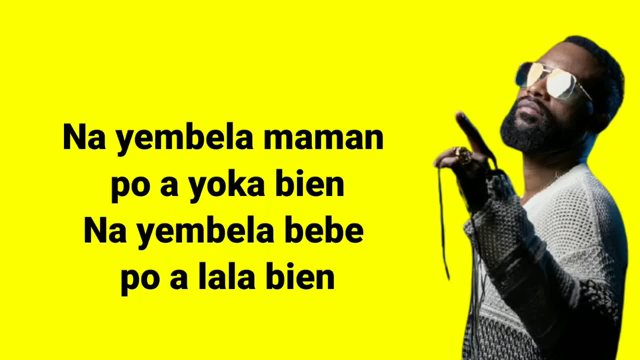 Na yembela maman
po a yoka bien
Na yembela bebe
po a lala bien